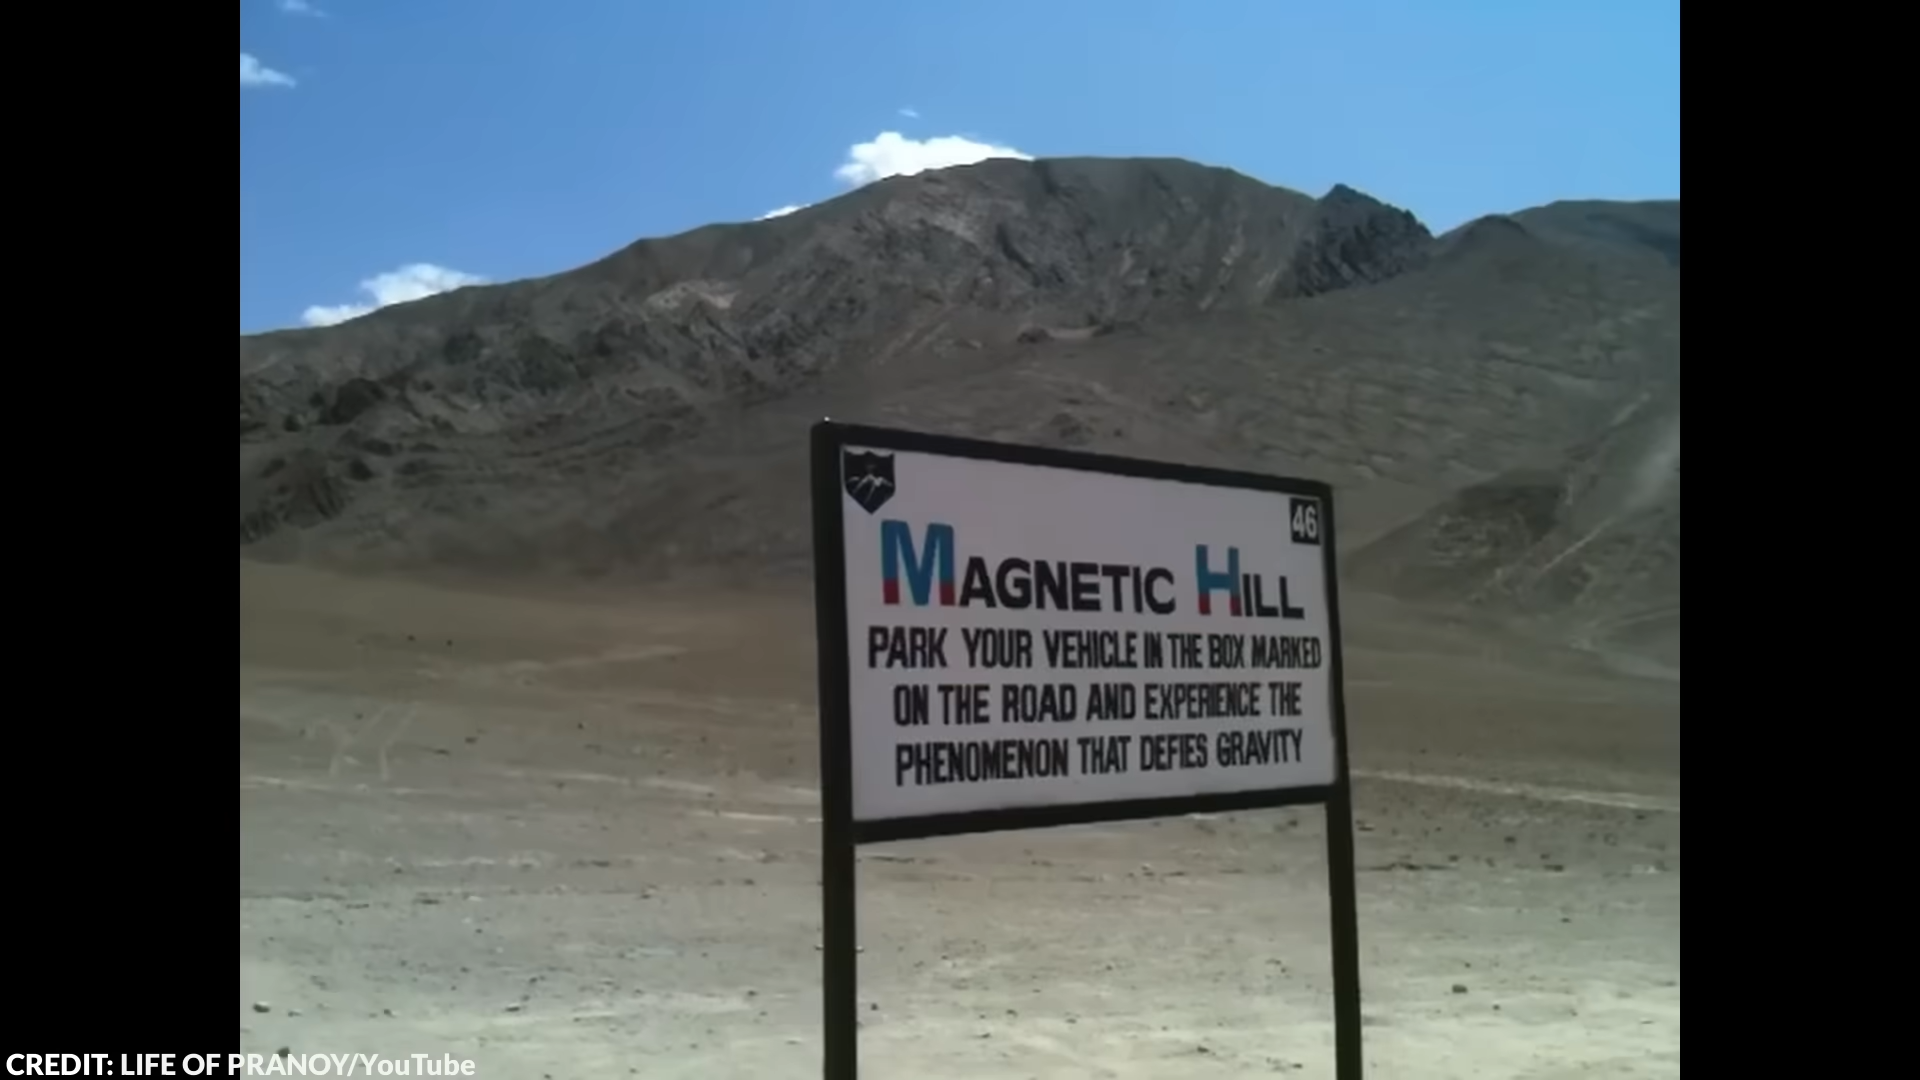 46
MAGNETIC HILL
PARK YOUR VEHICLE IN THE BOX MARKED
ON THE ROAD AND EXPERIENCE THE
PHENOMENON THAT DEFIES GRAVITY
CREDIT: LIFE OF PRANOY/YouTube